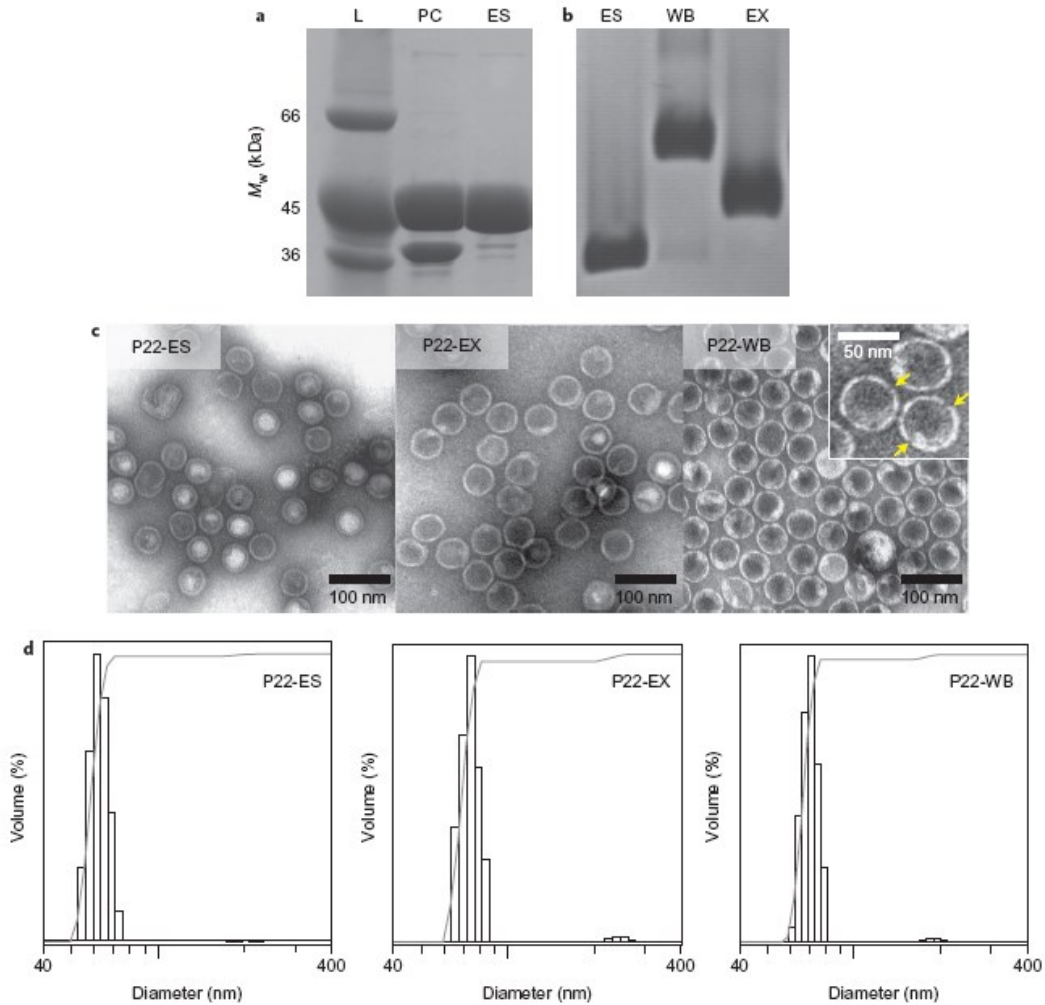 a L PC ES b ES WB EX
66
45
36
Mw (kDa)
c P22-ES P22-EX P22-WB 50 nm
100 nm 100 nm 100 nm
d P22-ES P22-EX P22-WB
Volume (%) Volume (%) Volume (%)
40 400 40 400 40 400
Diameter (nm) Diameter (nm) Diameter (nm)